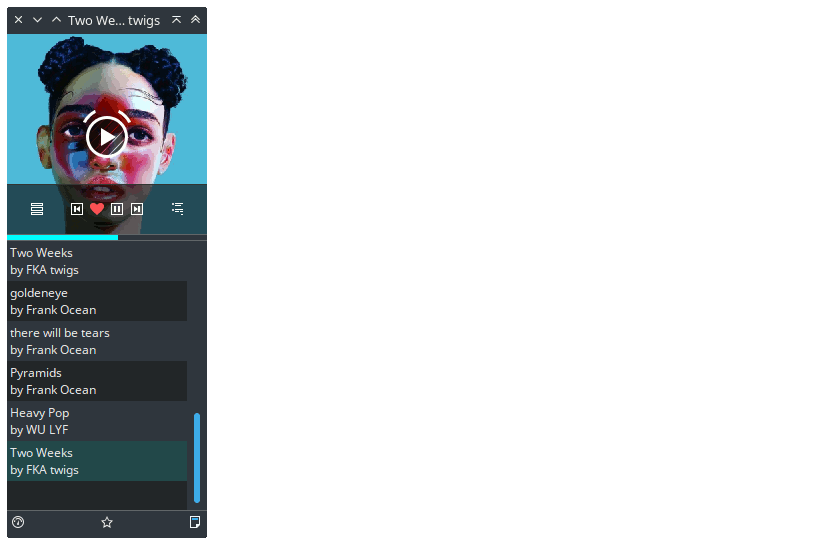 Two We... twigs
Two Weeks
by FKA twigs
goldeneye
by Frank Ocean
there will be tears
by Frank Ocean
Pyramids
by Frank Ocean
Heavy Pop
by WU LYF
Two Weeks
by FKA twigs